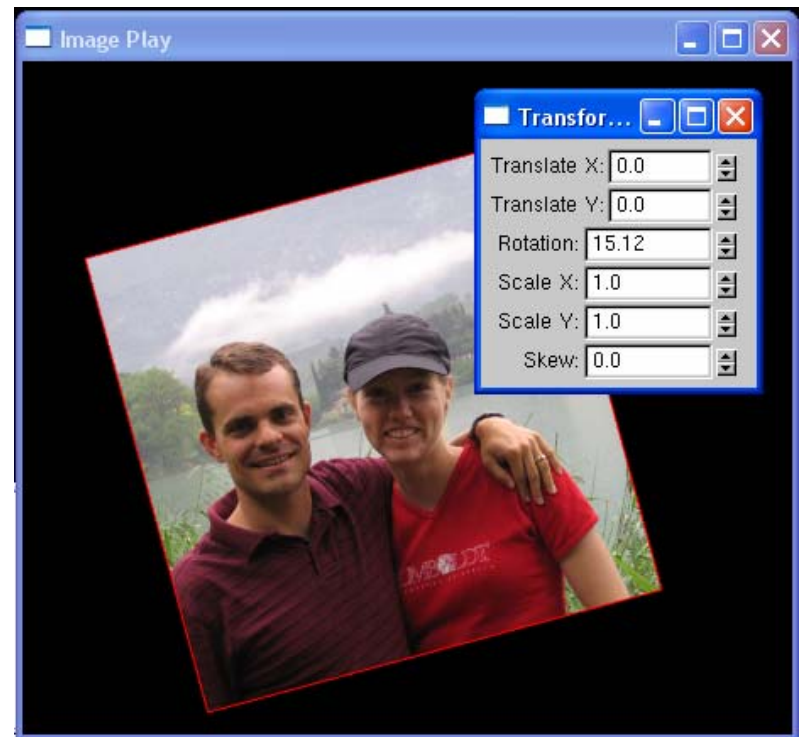 Image Play
Transfor...
Translate X: 0.0
Translate Y: 0.0
Rotation: 15.12
Scale X: 1.0
Scale Y: 1.0
Skew: 0.0